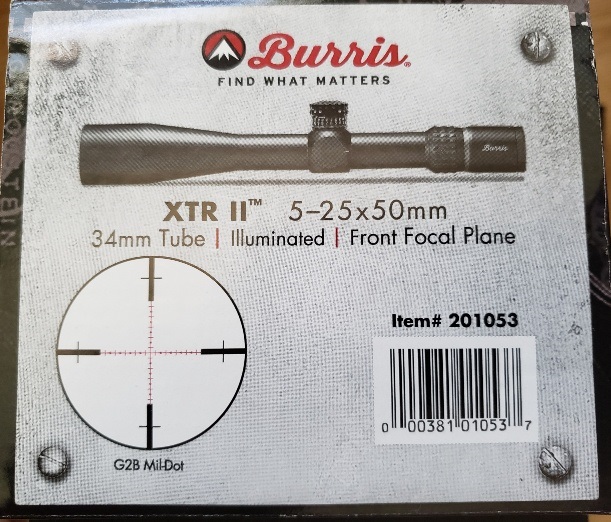 Burris®
FIND WHAT MATTERS
Burris
XTR II™ 5-25x50mm
34mm Tube | Illuminated | Front Focal Plane
Item# 201053
0 00381 01053 7
G2B Mil-Dot